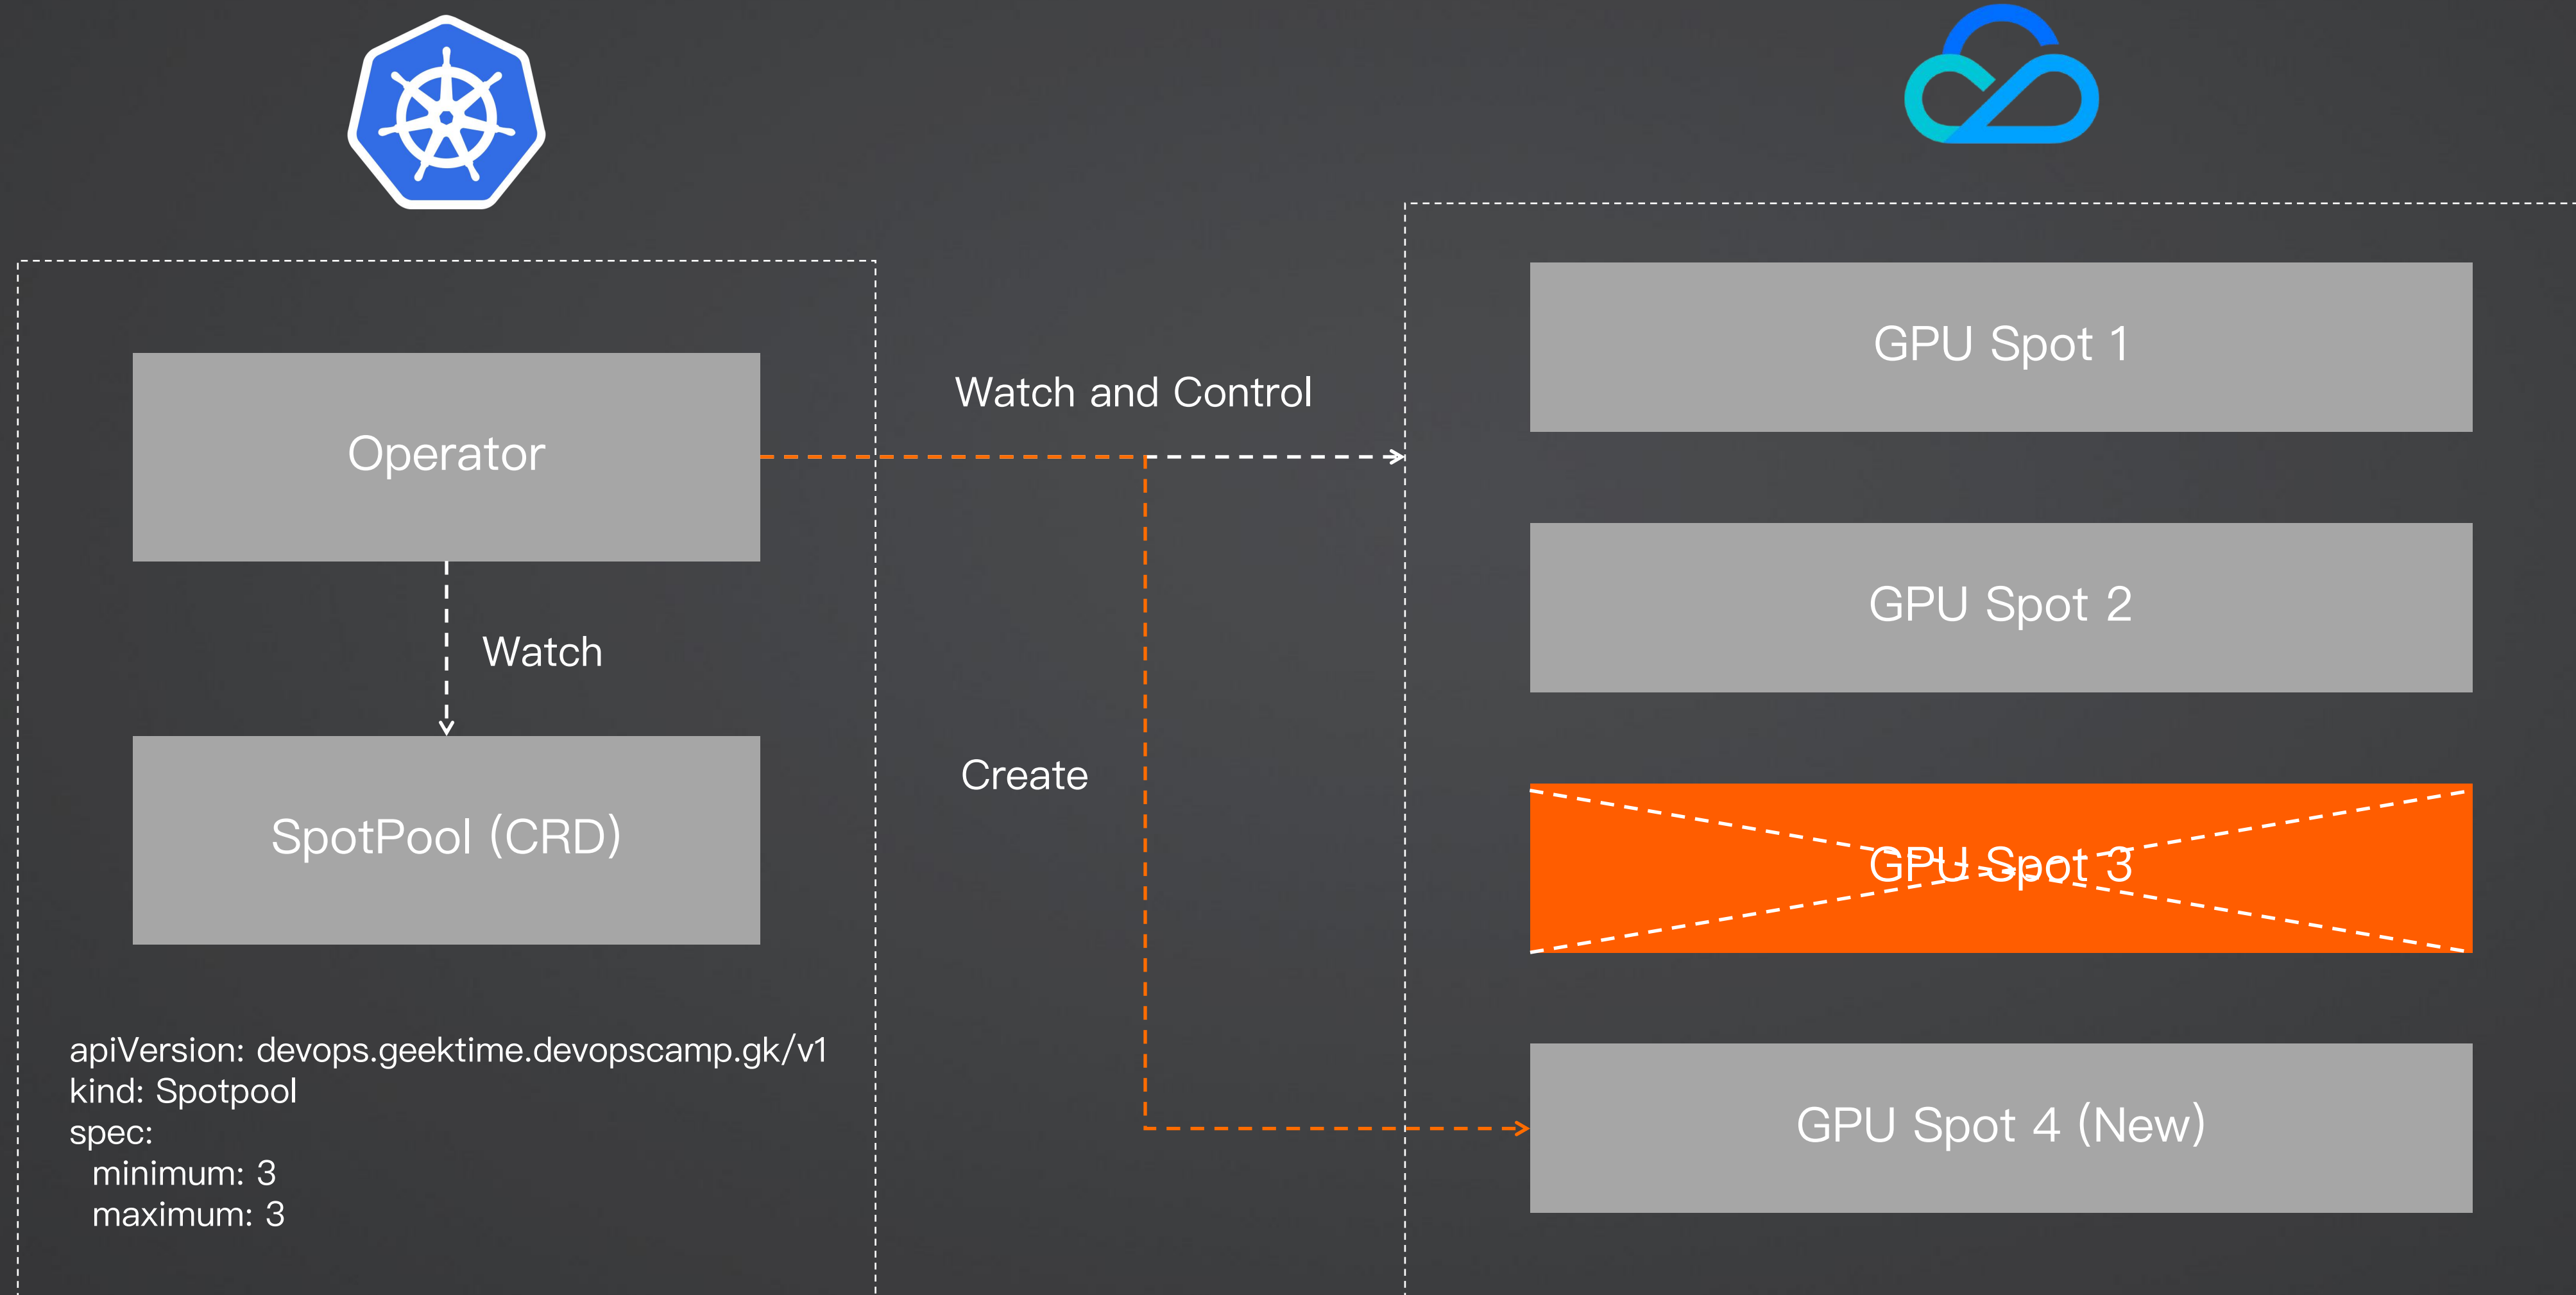 Operator
Watch
SpotPool (CRD)
apiVersion: devops.geektime.devopscamp.gk/v1
kind: Spotpool
spec:
  minimum: 3
  maximum: 3
Watch and Control
Create
GPU Spot 1
GPU Spot 2
GPU Spot 3
GPU Spot 4 (New)